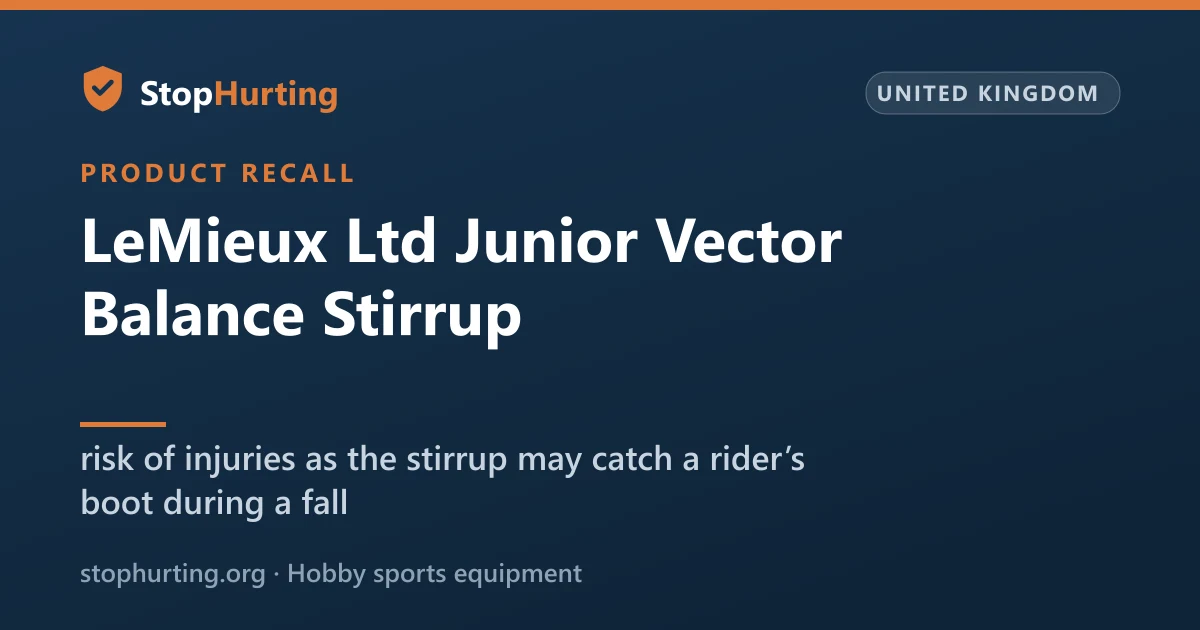 StopHurting
UNITED KINGDOM
PRODUCT RECALL
LeMieux Ltd Junior Vector
Balance Stirrup
risk of injuries as the stirrup may catch a rider’s
boot during a fall
stophurting.org · Hobby sports equipment